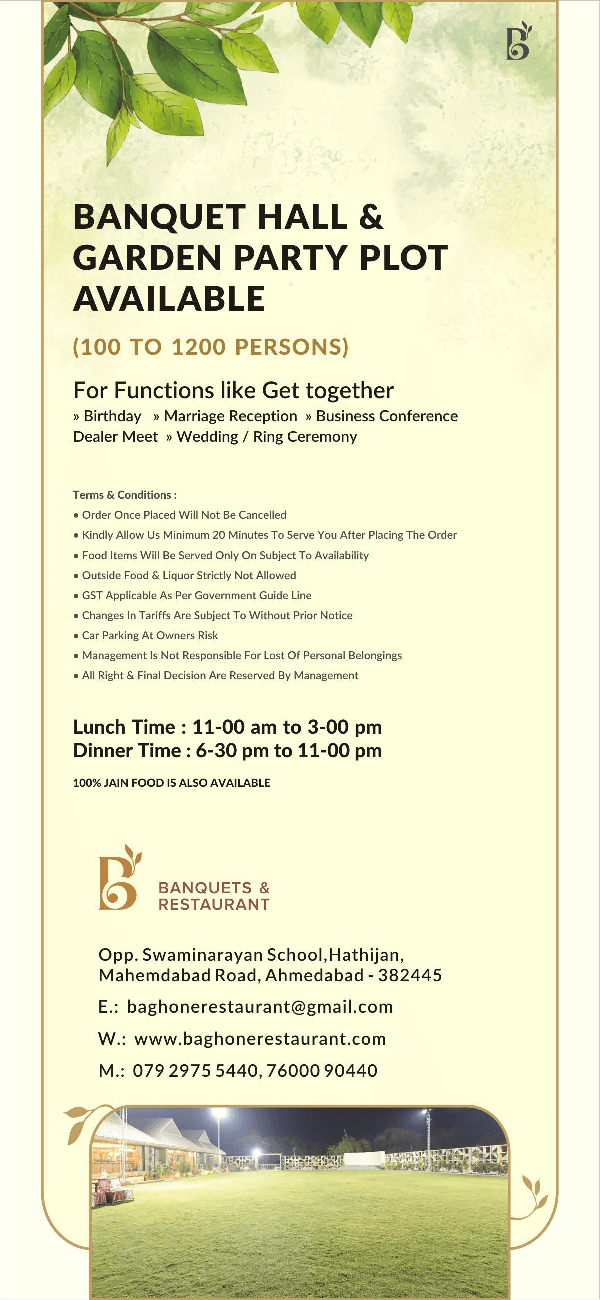 B
BANQUET HALL &
GARDEN PARTY PLOT
AVAILABLE
(100 TO 1200 PERSONS)
For Functions like Get together
» Birthday » Marriage Reception » Business Conference
Dealer Meet » Wedding / Ring Ceremony
Terms & Conditions :
• Order Once Placed Will Not Be Cancelled
• Kindly Allow Us Minimum 20 Minutes To Serve You After Placing The Order
• Food Items Will Be Served Only On Subject To Availability
• Outside Food & Liquor Strictly Not Allowed
• GST Applicable As Per Government Guide Line
• Changes In Tariffs Are Subject To Without Prior Notice
• Car Parking At Owners Risk
• Management Is Not Responsible For Lost Of Personal Belongings
• All Right & Final Decision Are Reserved By Management
Lunch Time : 11-00 am to 3-00 pm
Dinner Time : 6-30 pm to 11-00 pm
100% JAIN FOOD IS ALSO AVAILABLE
B
BANQUETS &
RESTAURANT
Opp. Swaminarayan School,Hathijan,
Mahemdabad Road, Ahmedabad - 382445
E.: baghonerestaurant@gmail.com
W.: www.baghonerestaurant.com
M.: 079 2975 5440, 76000 90440